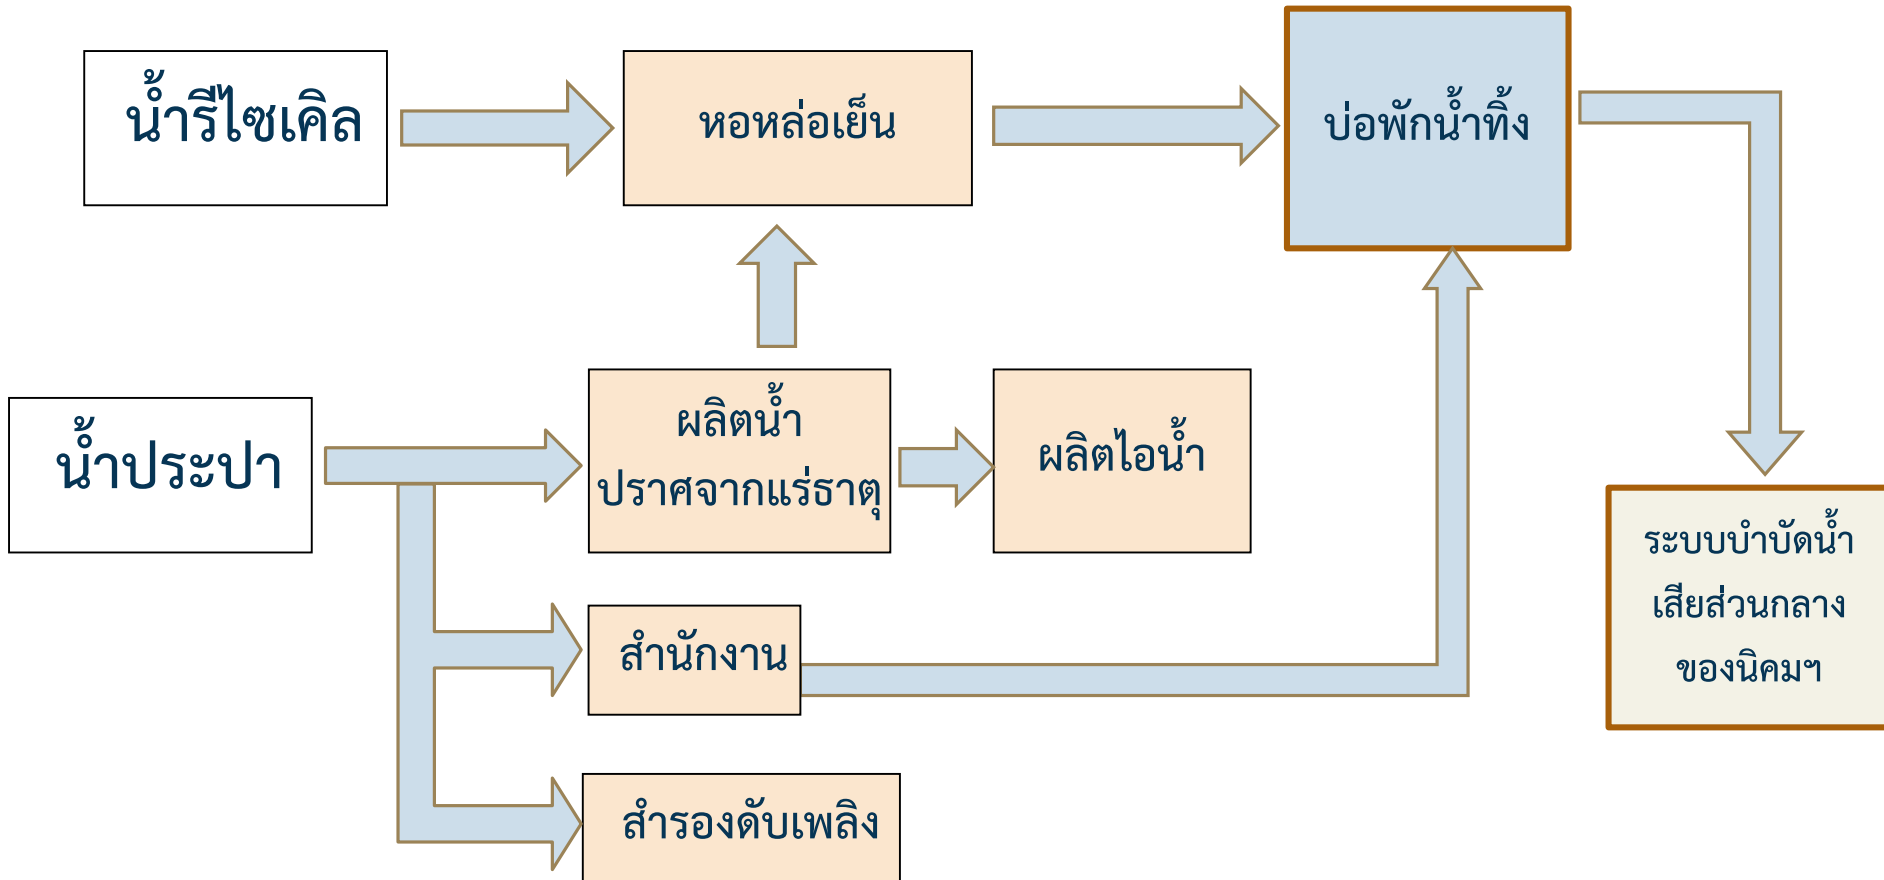 น้ำรีไซเคิล
หอหล่อเย็น
บ่อพักน้ำทิ้ง
น้ำประปา
ผลิตน้ำ
ปราศจากแร่ธาตุ
ผลิตไอน้ำ
ระบบบำบัดน้ำ
เสียส่วนกลาง
ของนิคมฯ
สำนักงาน
สำรองดับเพลิง